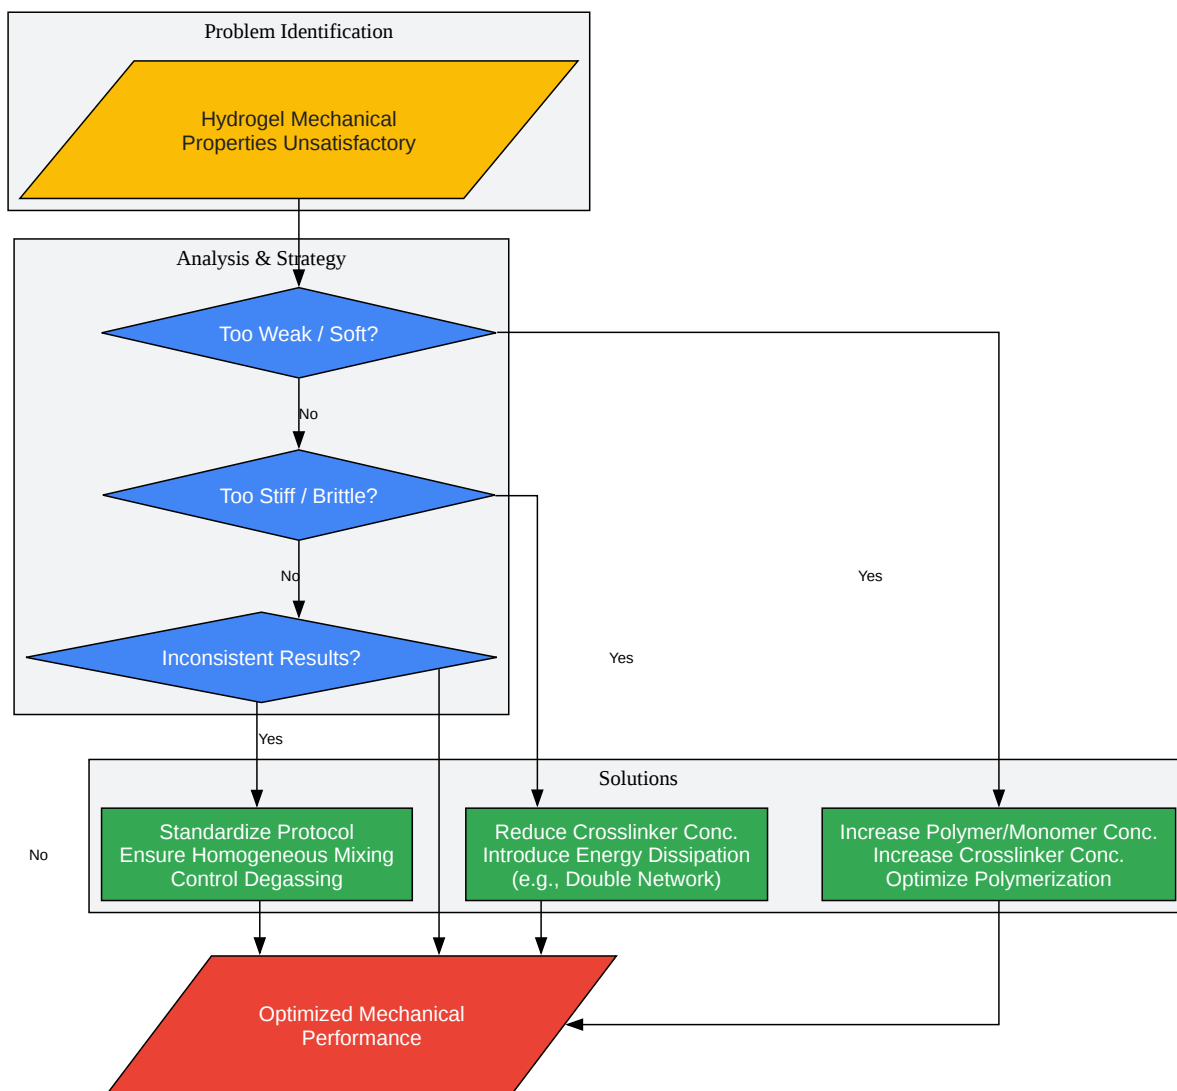 Problem Identification
Hydrogel Mechanical
Properties Unsatisfactory
Analysis & Strategy
Too Weak / Soft?
No
Too Stiff / Brittle?
No
Yes
Inconsistent Results?
Yes
Yes
Solutions
Standardize Protocol
Ensure Homogeneous Mixing
Control Degassing
Reduce Crosslinker Conc.
Introduce Energy Dissipation
(e.g., Double Network)
Increase Polymer/Monomer Conc.
Increase Crosslinker Conc.
Optimize Polymerization
No
Optimized Mechanical
Performance